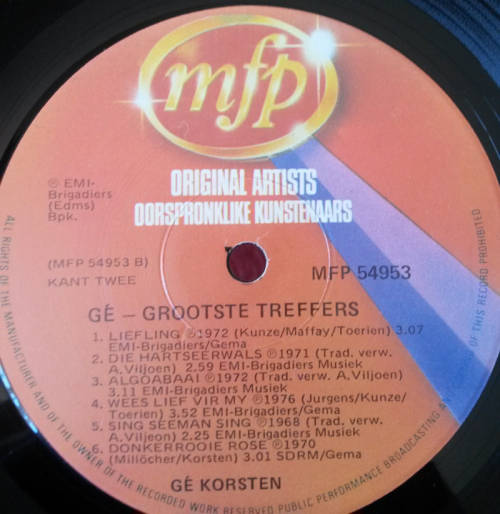 mfp
ORIGINAL ARTISTS
OORSPRONKLIKE KUNSTENAARS
℗ EMI-
Brigadiers
(Edms)
Bpk.
(MFP 54953 B)
KANT TWEE
MFP 54953
GÉ – GROOTSTE TREFFERS
1. LIEFLING ℗1972 (Kunze/Maffay/Toerien) 3.07
EMI-Brigadiers/Gema
2. DIE HARTSEERWALS ℗1971 (Trad. verw.
A.Viljoen) 2.59 EMI-Brigadiers Musiek
3. ALGOABAAI ℗1972 (Trad. verw. A.Viljoen)
3.11 EMI-Brigadiers Musiek
4. WEES LIEF VIR MY ℗1976 (Jurgens/Kunze/
Toerien) 3.52 EMI-Brigadiers/Gema
5. SING SEEMAN SING ℗1968 (Trad. verw.
A.Viljeon) 2.25 EMI-Brigadiers Musiek
6. DONKERROOIE ROSE ℗1970
(Millöcher/Korsten) 3.01 SDRM/Gema
GÉ KORSTEN
ALL RIGHTS OF THE MANUFACTURER AND OF THE OWNER OF THE RECORDED WORK RESERVED PUBLIC PERFORMANCE BROADCASTING OF THIS RECORD PROHIBITED